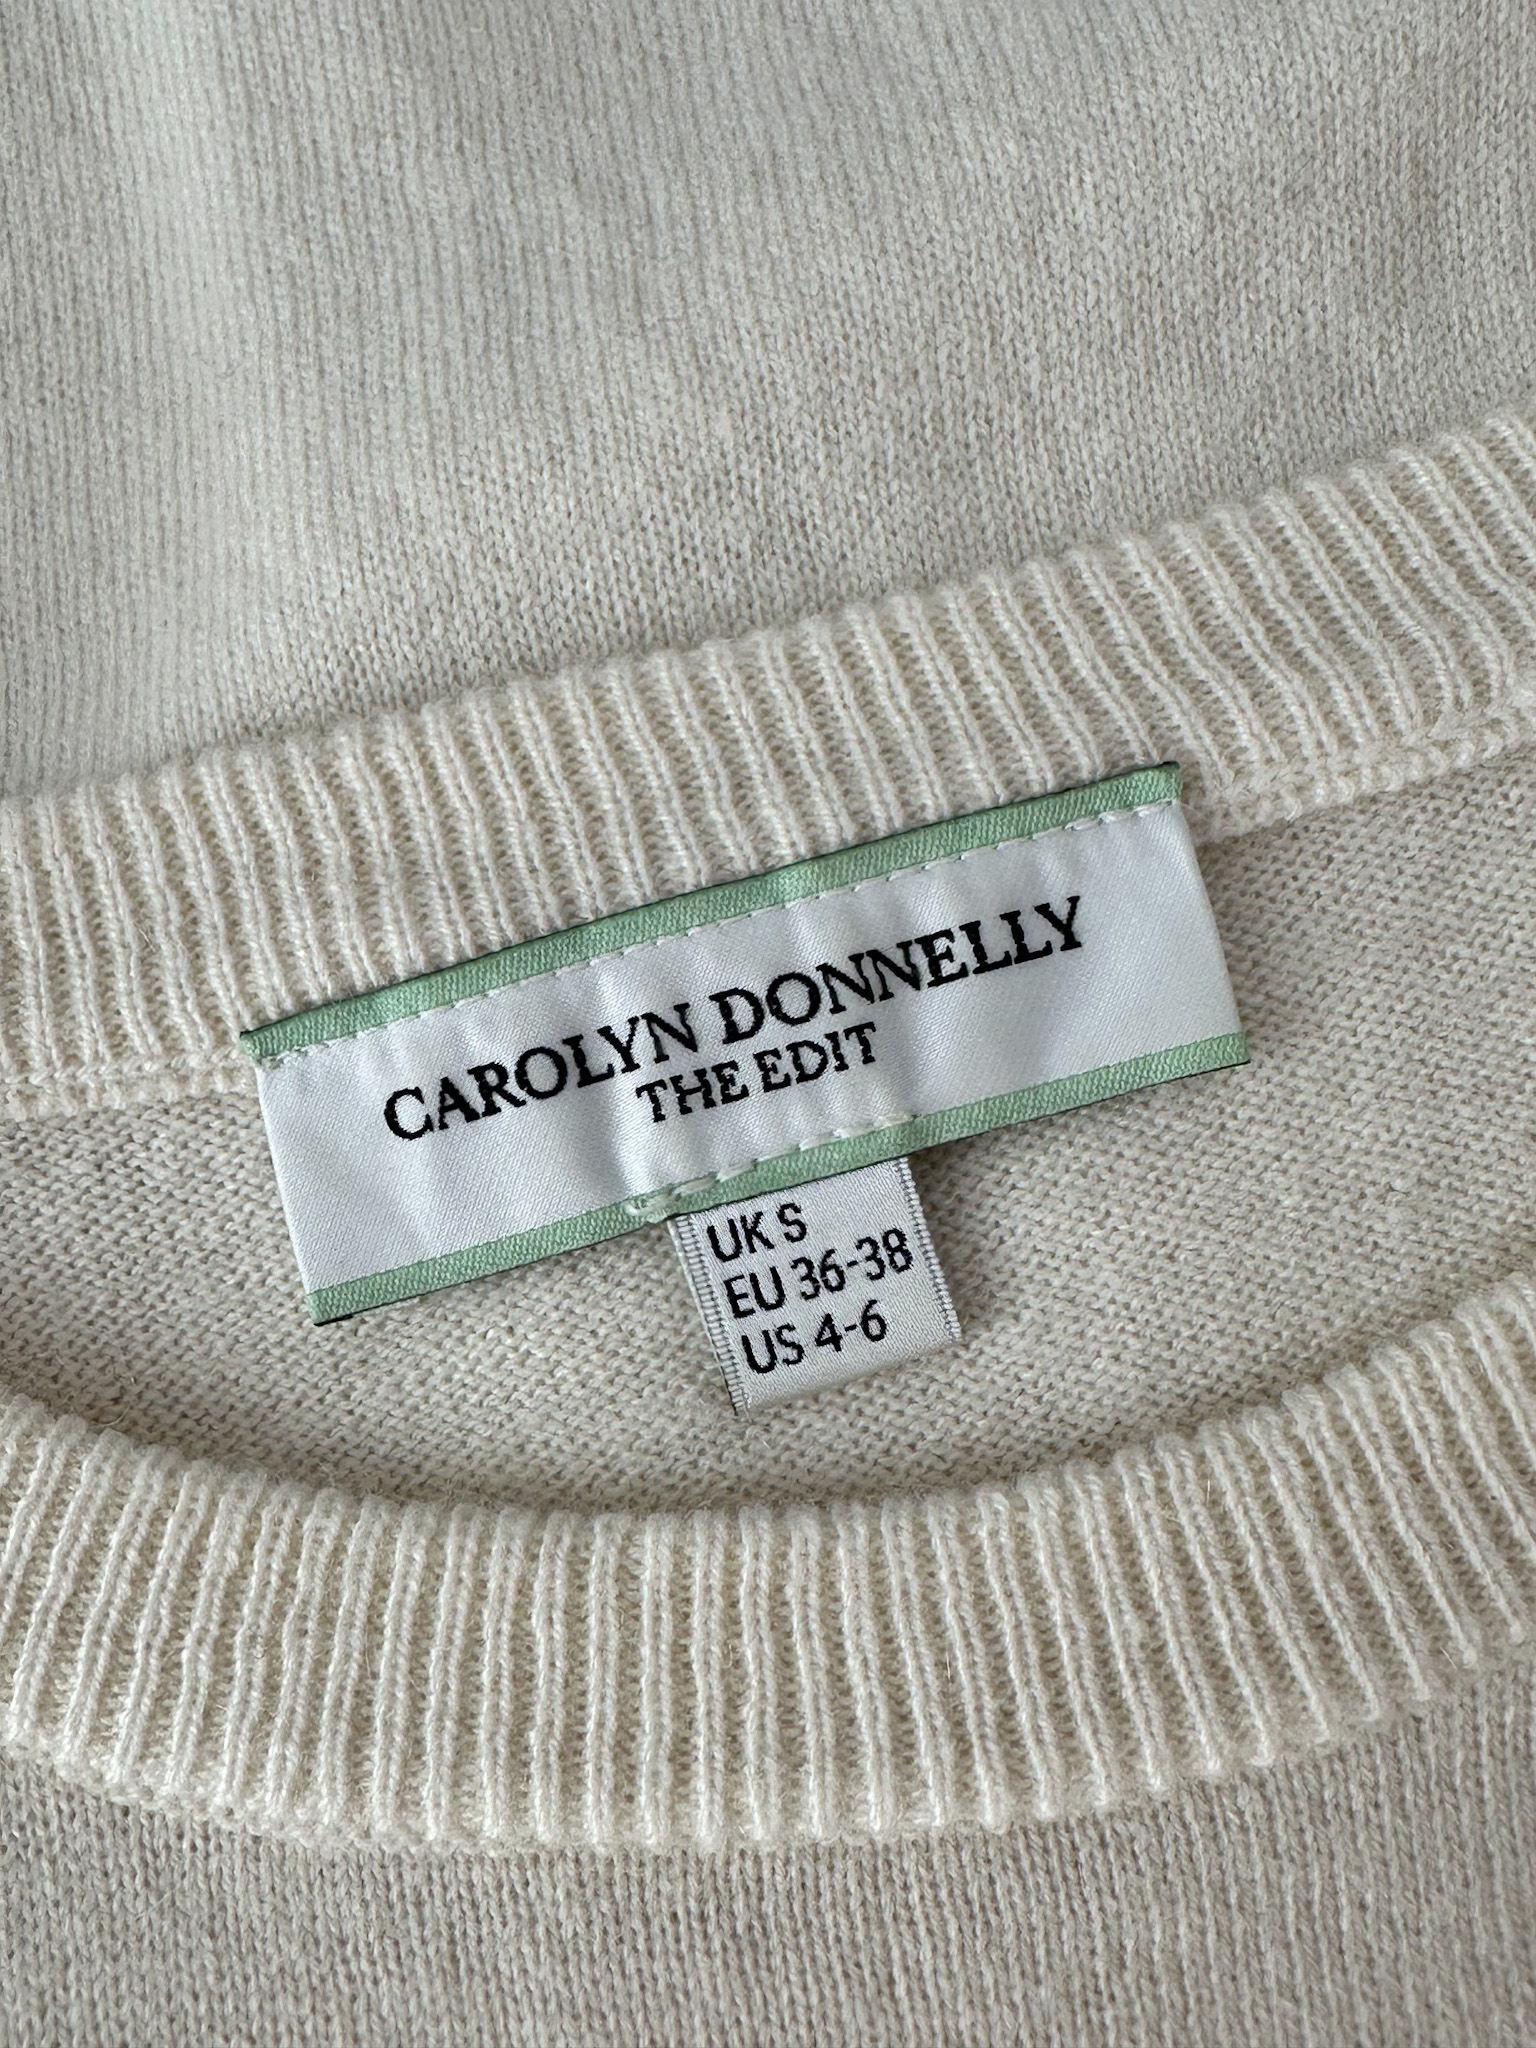 CAROLYN DONNELLY
THE EDIT
UK S
EU 36-38
US 4-6